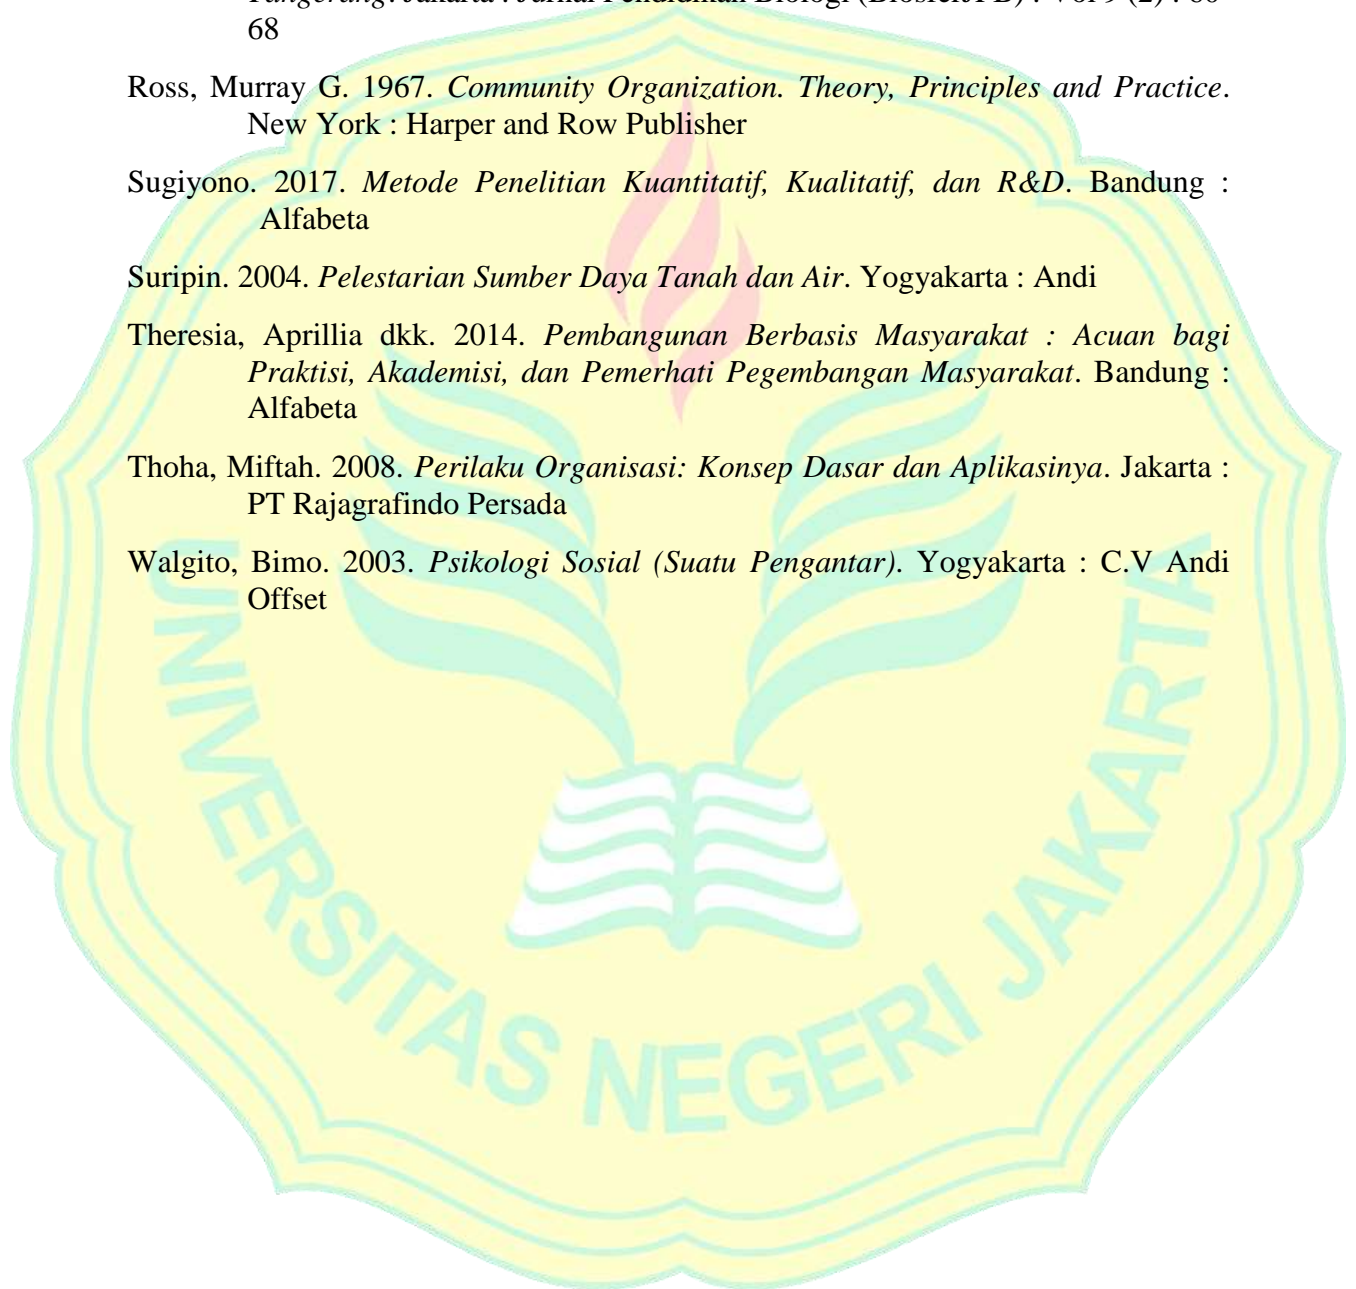 68
Ross, Murray G. 1967. Community Organization. Theory, Principles and Practice.
New York : Harper and Row Publisher
Sugiyono. 2017. Metode Penelitian Kuantitatif, Kualitatif, dan R&D. Bandung :
Alfabeta
Suripin. 2004. Pelestarian Sumber Daya Tanah dan Air. Yogyakarta : Andi
Theresia, Aprillia dkk. 2014. Pembangunan Berbasis Masyarakat : Acuan bagi
Praktisi, Akademisi, dan Pemerhati Pegembangan Masyarakat. Bandung :
Alfabeta
Thoha, Miftah. 2008. Perilaku Organisasi: Konsep Dasar dan Aplikasinya. Jakarta :
PT Rajagrafindo Persada
Walgito, Bimo. 2003. Psikologi Sosial (Suatu Pengantar). Yogyakarta : C.V Andi
Offset
UNIVERSITAS NEGERI JAKARTA